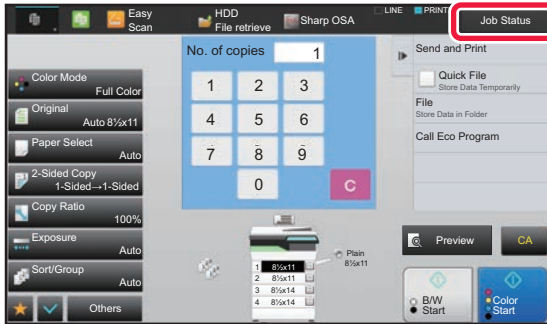 Easy
Scan
HDD
File retrieve
Sharp OSA
LINE
PRINT
Job Status
No. of copies
1
1 2 3
4 5 6
7 8 9
0 C
Color Mode
Full Color
Original
Auto 8½x11
Paper Select
Auto
2-Sided Copy
1-Sided→1-Sided
Copy Ratio
100%
Exposure
Auto
Sort/Group
Auto
Others
1 8½x11
2 8½x11
3 8½x14
4 8½x14
Plain
8½x11
Send and Print
Quick File
Store Data Temporarily
File
Store Data in Folder
Call Eco Program
Preview
CA
B/W
Start
Color
Start